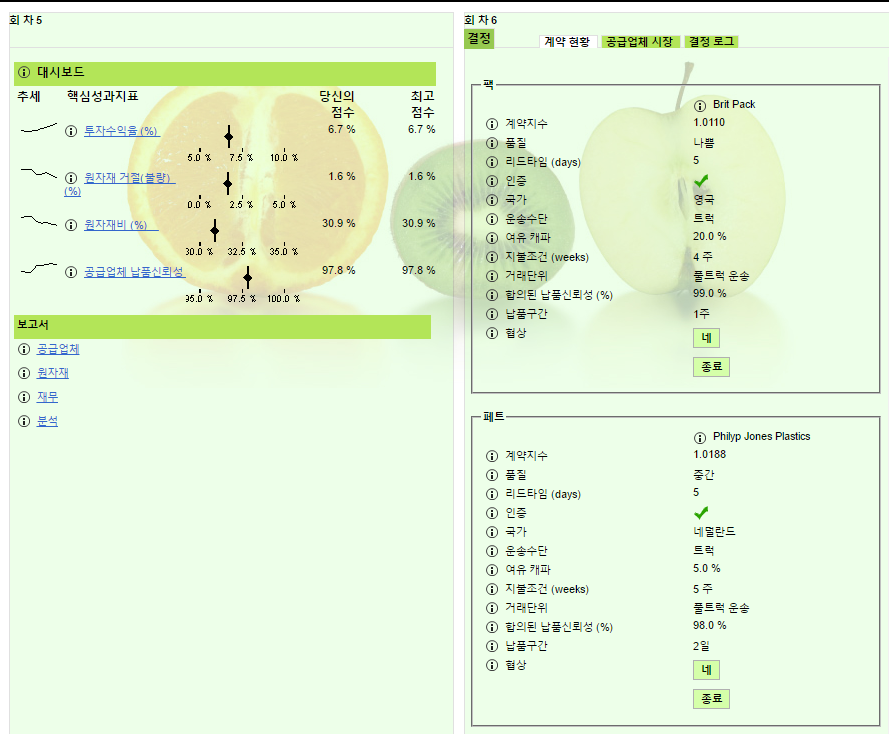 회 차 5
대시보드
추세 핵심성과지표 당신의 점수 최고 점수
투자수익율 (%) 6.7 % 6.7 %
5.0 % 7.5 % 10.0 %
원자재 거절(불량) (%) 1.6 % 1.6 %
0.0 % 2.5 % 5.0 %
원자재비 (%) 30.9 % 30.9 %
30.0 % 32.5 % 35.0 %
공급업체 납품신뢰성 97.8 % 97.8 %
95.0 % 97.5 % 100.0 %
보고서
공급업체
원자재
재무
분석
회 차 6
결정
계약 현황 공급업체 시장 결정 로그
팩
Brit Pack
계약지수 1.0110
품질 나쁨
리드타임 (days) 5
인증
국가 영국
운송수단 트럭
여유 캐파 20.0 %
지불조건 (weeks) 4 주
거래단위 풀트럭 운송
합의된 납품신뢰성 (%) 99.0 %
납품구간 1주
협상 네
종료
페트
Philyp Jones Plastics
계약지수 1.0188
품질 중간
리드타임 (days) 5
인증
국가 네덜란드
운송수단 트럭
여유 캐파 5.0 %
지불조건 (weeks) 5 주
거래단위 풀트럭 운송
합의된 납품신뢰성 (%) 98.0 %
납품구간 2일
협상 네
종료